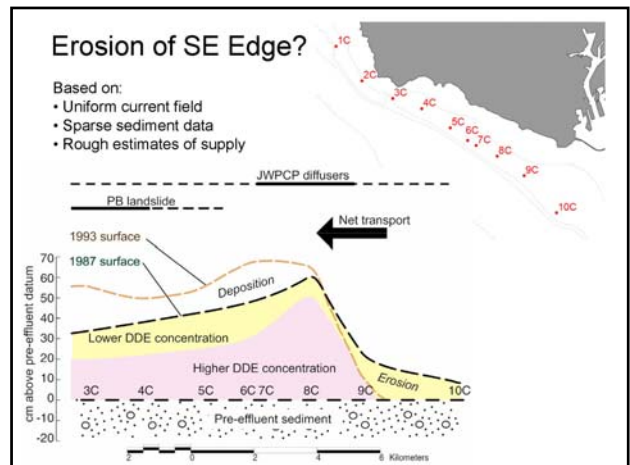 Erosion of SE Edge?
Based on:
• Uniform current field
• Sparse sediment data
• Rough estimates of supply
1C
2C
3C
4C
5C
6C
7C
8C
9C
10C
JWPCP diffusers
PB landslide
Net transport
1993 surface
1987 surface
cm above pre-effluent datum
70
60
50
40
30
20
10
0
-10
-20
Deposition
Lower DDE concentration
Higher DDE concentration
Erosion
3C 4C 5C 6C 7C 8C 9C 10C
Pre-effluent sediment
2 0 2 4 6 Kilometers